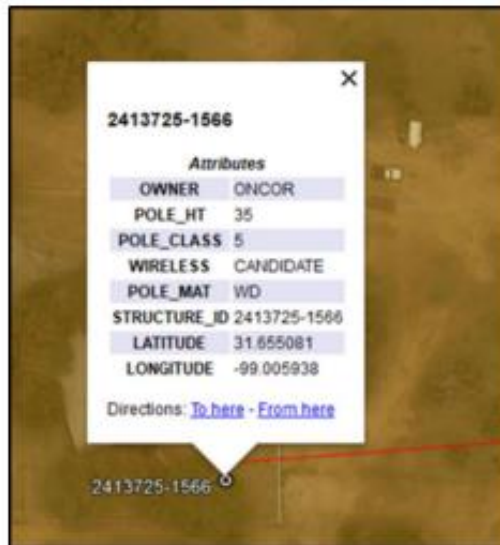 2413725-1566
Attributes
OWNER ONCOR
POLE_HT 35
POLE_CLASS 5
WIRELESS CANDIDATE
POLE_MAT WD
STRUCTURE_ID 2413725-1566
LATITUDE 31.655081
LONGITUDE -99.005938
Directions: To here - From here
2413725-1566